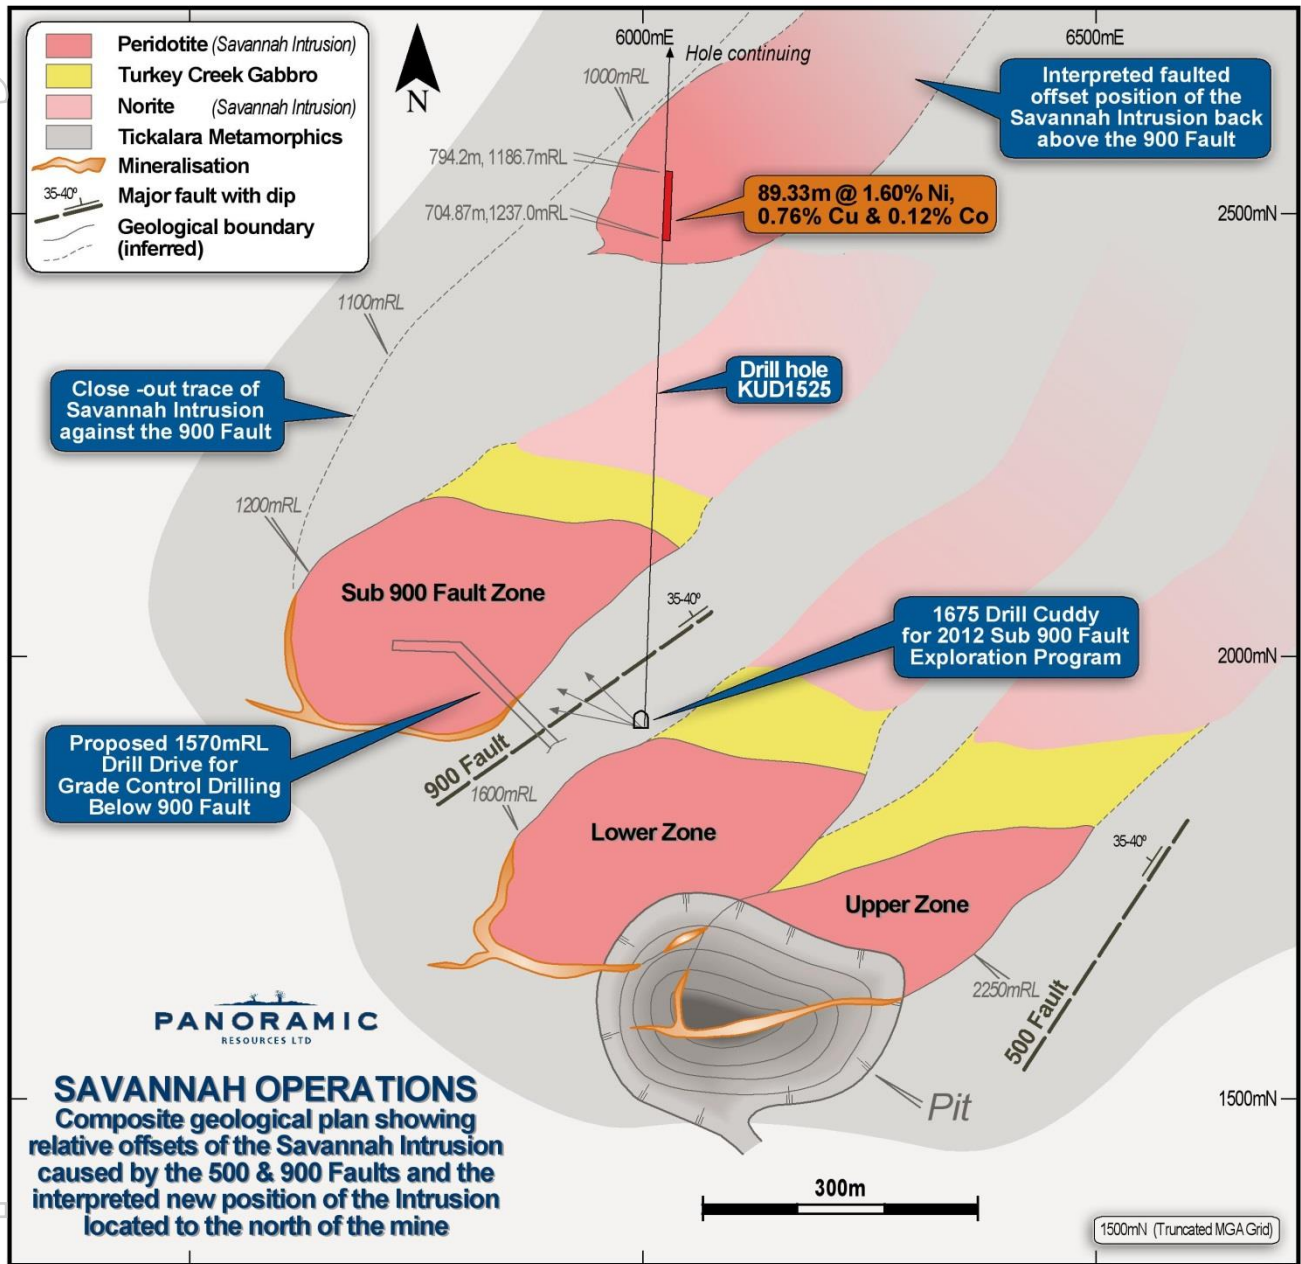 Peridotite (Savannah Intrusion)
Turkey Creek Gabbro
Norite (Savannah Intrusion)
Tickalara Metamorphics
Mineralisation
35-40º
Major fault with dip
Geological boundary
(inferred)
N
6000mE
6500mE
Hole continuing
1000mRL
Interpreted faulted
offset position of the
Savannah Intrusion back
above the 900 Fault
794.2m, 1186.7mRL
704.87m,1237.0mRL
89.33m @ 1.60% Ni,
0.76% Cu & 0.12% Co
2500mN
1100mRL
Close -out trace of
Savannah Intrusion
against the 900 Fault
Drill hole
KUD1525
1200mRL
Sub 900 Fault Zone
35-40º
1675 Drill Cuddy
for 2012 Sub 900 Fault
Exploration Program
2000mN
Proposed 1570mRL
Drill Drive for
Grade Control Drilling
Below 900 Fault
900 Fault
1600mRL
Lower Zone
35-40º
Upper Zone
2250mRL
500 Fault
PANORAMIC
RESOURCES LTD
Pit
1500mN
SAVANNAH OPERATIONS
Composite geological plan showing
relative offsets of the Savannah Intrusion
caused by the 500 & 900 Faults and the
interpreted new position of the Intrusion
located to the north of the mine
300m
1500mN (Truncated MGA Grid)